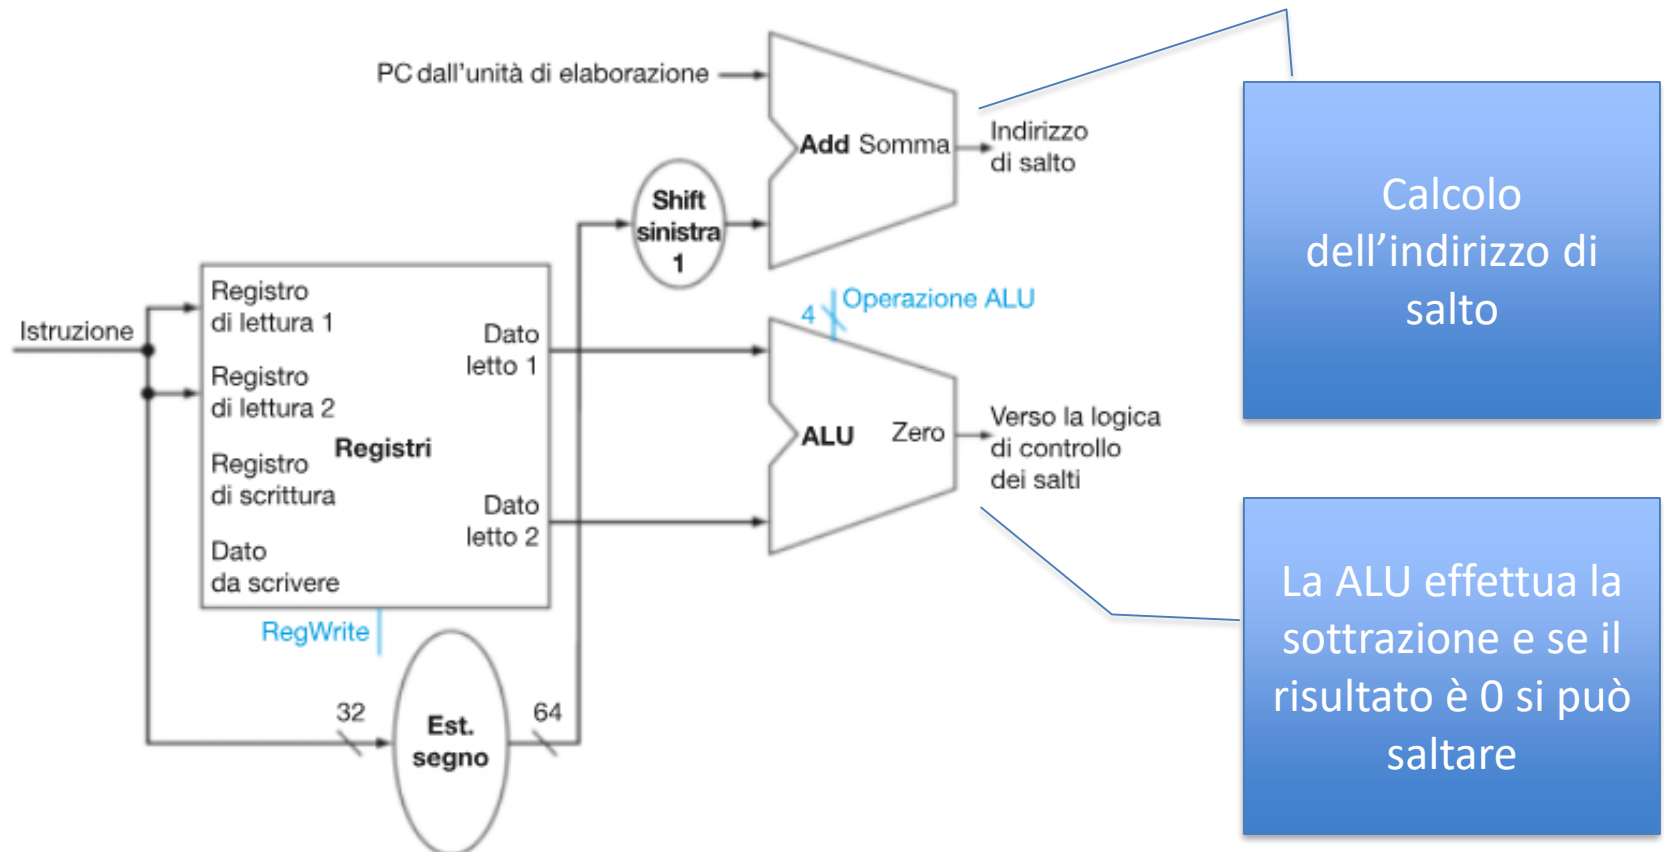 PC dall'unità di elaborazione
Add Somma
Indirizzo
di salto
Shift
sinistra
1
Calcolo
dell’indirizzo di
salto
Istruzione
Registro
di lettura 1
Registro
di lettura 2
Registri
Registro
di scrittura
Dato
da scrivere
Dato
letto 1
Dato
letto 2
RegWrite
4
Operazione ALU
ALU
Zero
Verso la logica
di controllo
dei salti
32
Est.
segno
64
La ALU effettua la
sottrazione e se il
risultato è 0 si può
saltare